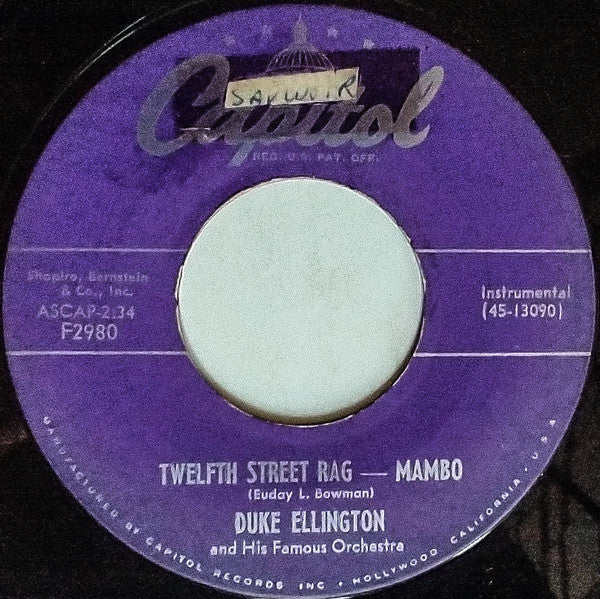 Capitol
REG. U.S. PAT. OFF.
Shapiro, Bernstein
& Co., Inc.
ASCAP-2:34
F2980
Instrumental
(45-13090)
TWELFTH STREET RAG — MAMBO
(Euday L. Bowman)
DUKE ELLINGTON
and His Famous Orchestra
MANUFACTURED BY CAPITOL RECORDS INC • HOLLYWOOD CALIFORNIA • U S A